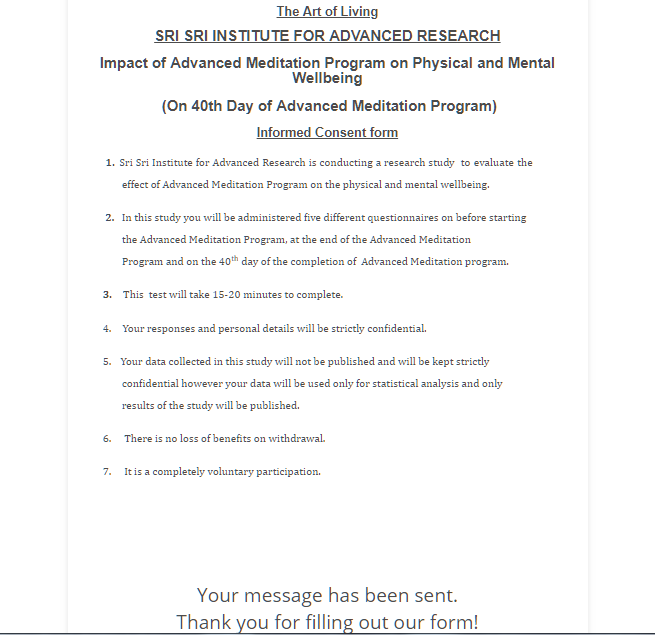 The Art of Living
SRI SRI INSTITUTE FOR ADVANCED RESEARCH
Impact of Advanced Meditation Program on Physical and Mental
Wellbeing
(On 40th Day of Advanced Meditation Program)
Informed Consent form
1. Sri Sri Institute for Advanced Research is conducting a research study to evaluate the
effect of Advanced Meditation Program on the physical and mental wellbeing.
2. In this study you will be administered five different questionnaires on before starting
the Advanced Meditation Program, at the end of the Advanced Meditation
Program and on the 40th day of the completion of Advanced Meditation program.
3. This test will take 15-20 minutes to complete.
4. Your responses and personal details will be strictly confidential.
5. Your data collected in this study will not be published and will be kept strictly
confidential however your data will be used only for statistical analysis and only
results of the study will be published.
6. There is no loss of benefits on withdrawal.
7. It is a completely voluntary participation.
Your message has been sent.
Thank you for filling out our form!